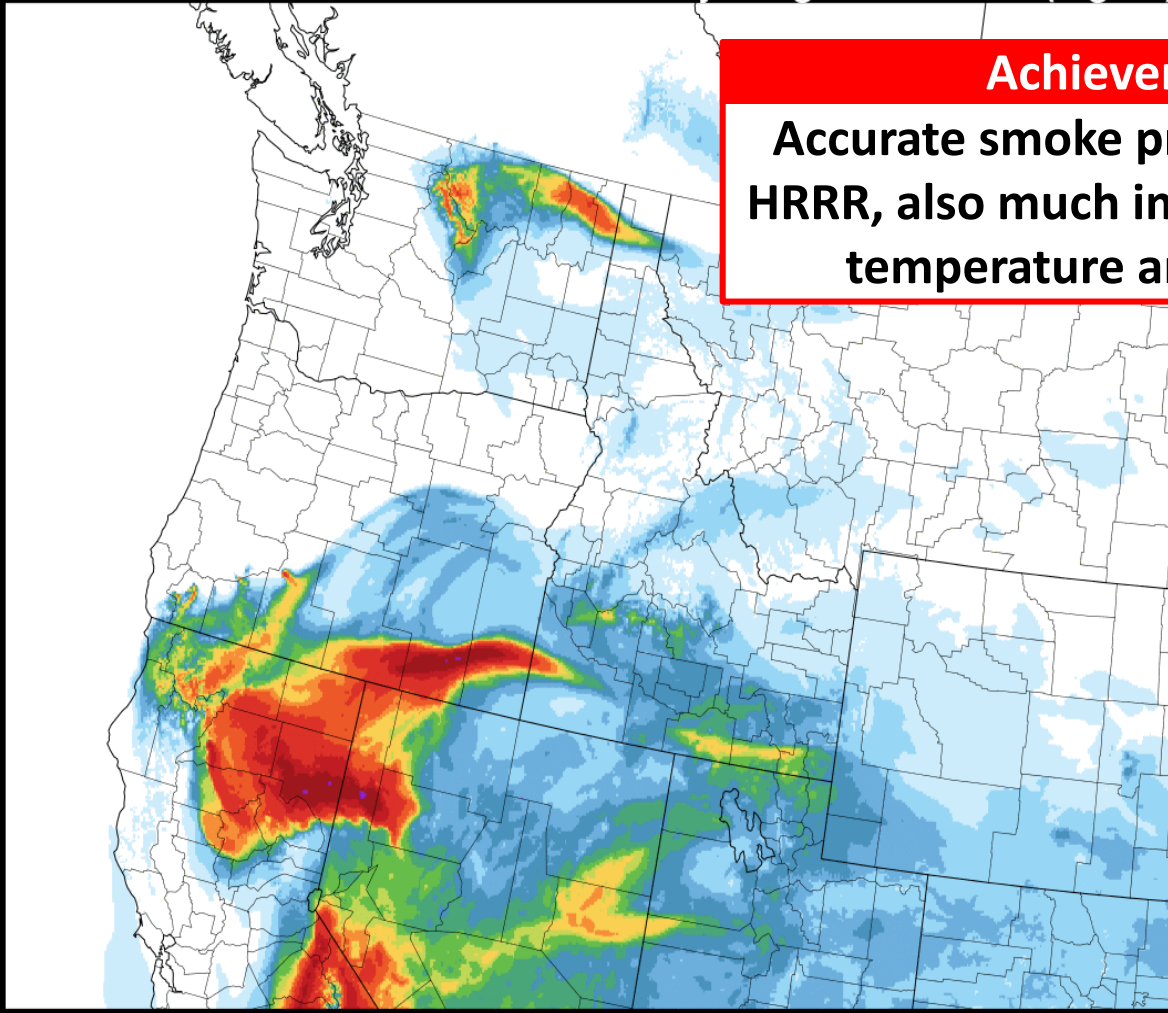 Achiever
Accurate smoke pr
HRRR, also much in
temperature ar